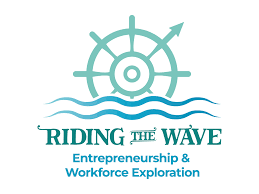 RIDING THE WAVE
Entrepreneurship &
Workforce Exploration